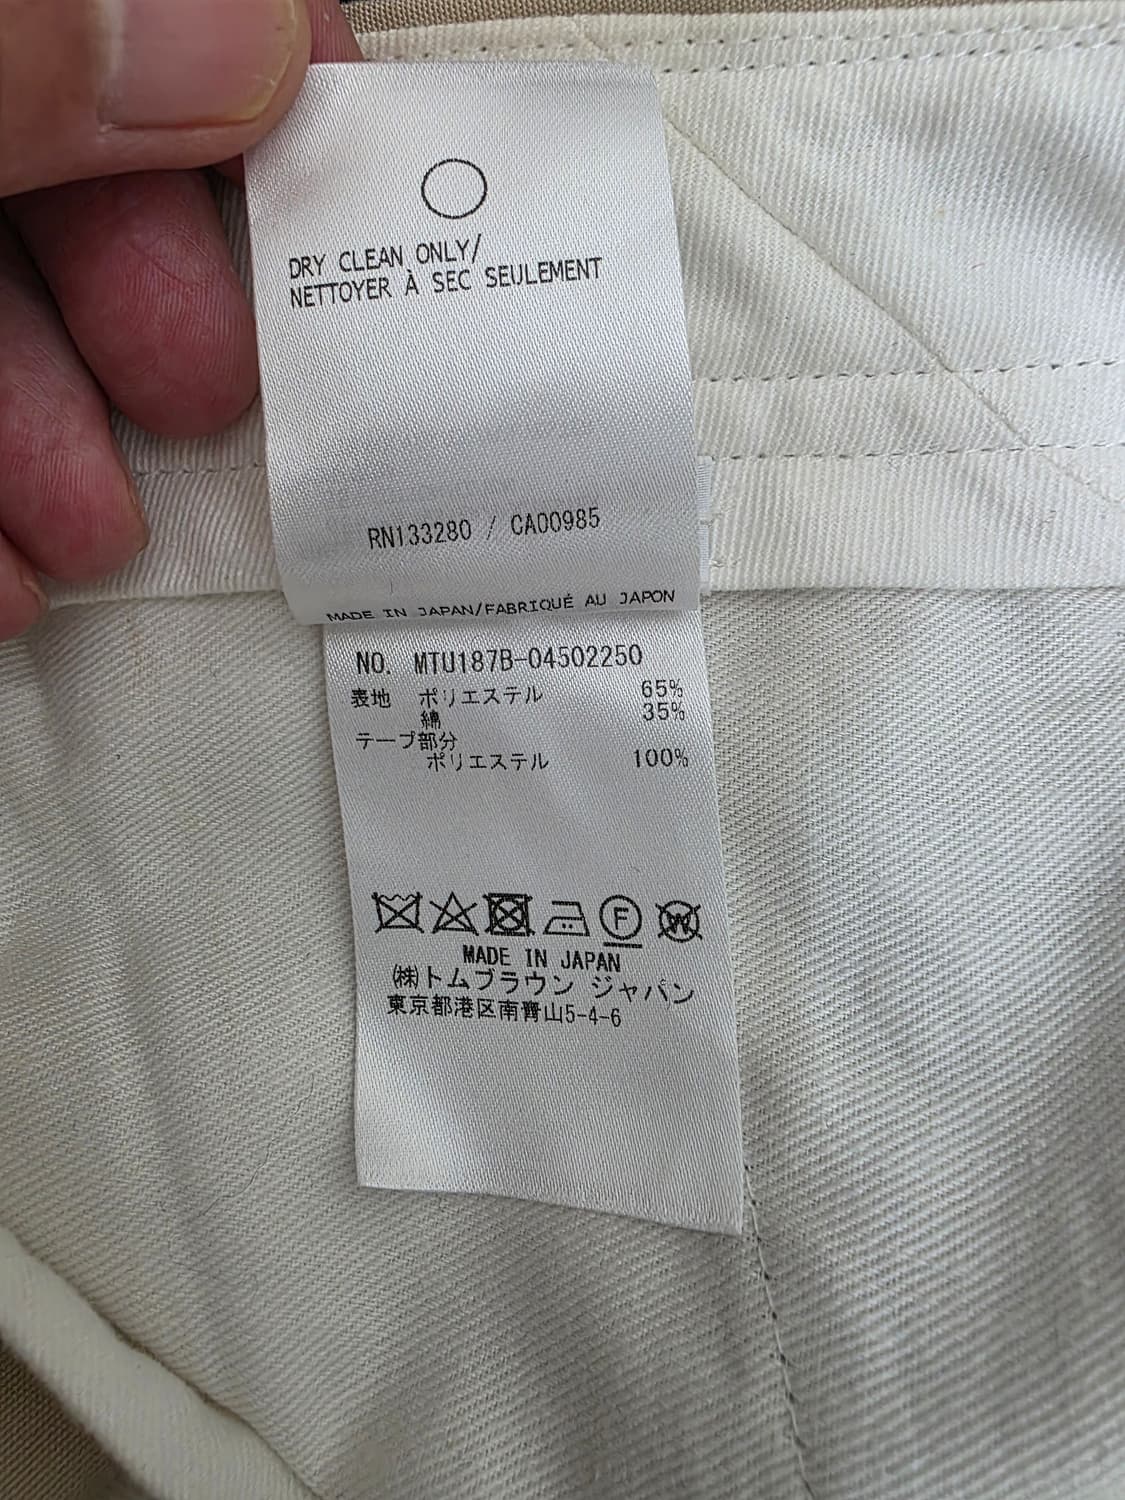 DRY CLEAN ONLY/
NETTOYER À SEC SEULEMENT
RN133280 / CA00985
MADE IN JAPAN/FABRIQUÉ AU JAPON
NO. MTU187B-04502250
表地 ポリエステル 65%
綿 35%
テープ部分
ポリエステル 100%
F W
MADE IN JAPAN
㈱トムブラウン ジャパン
東京都港区南青山5-4-6